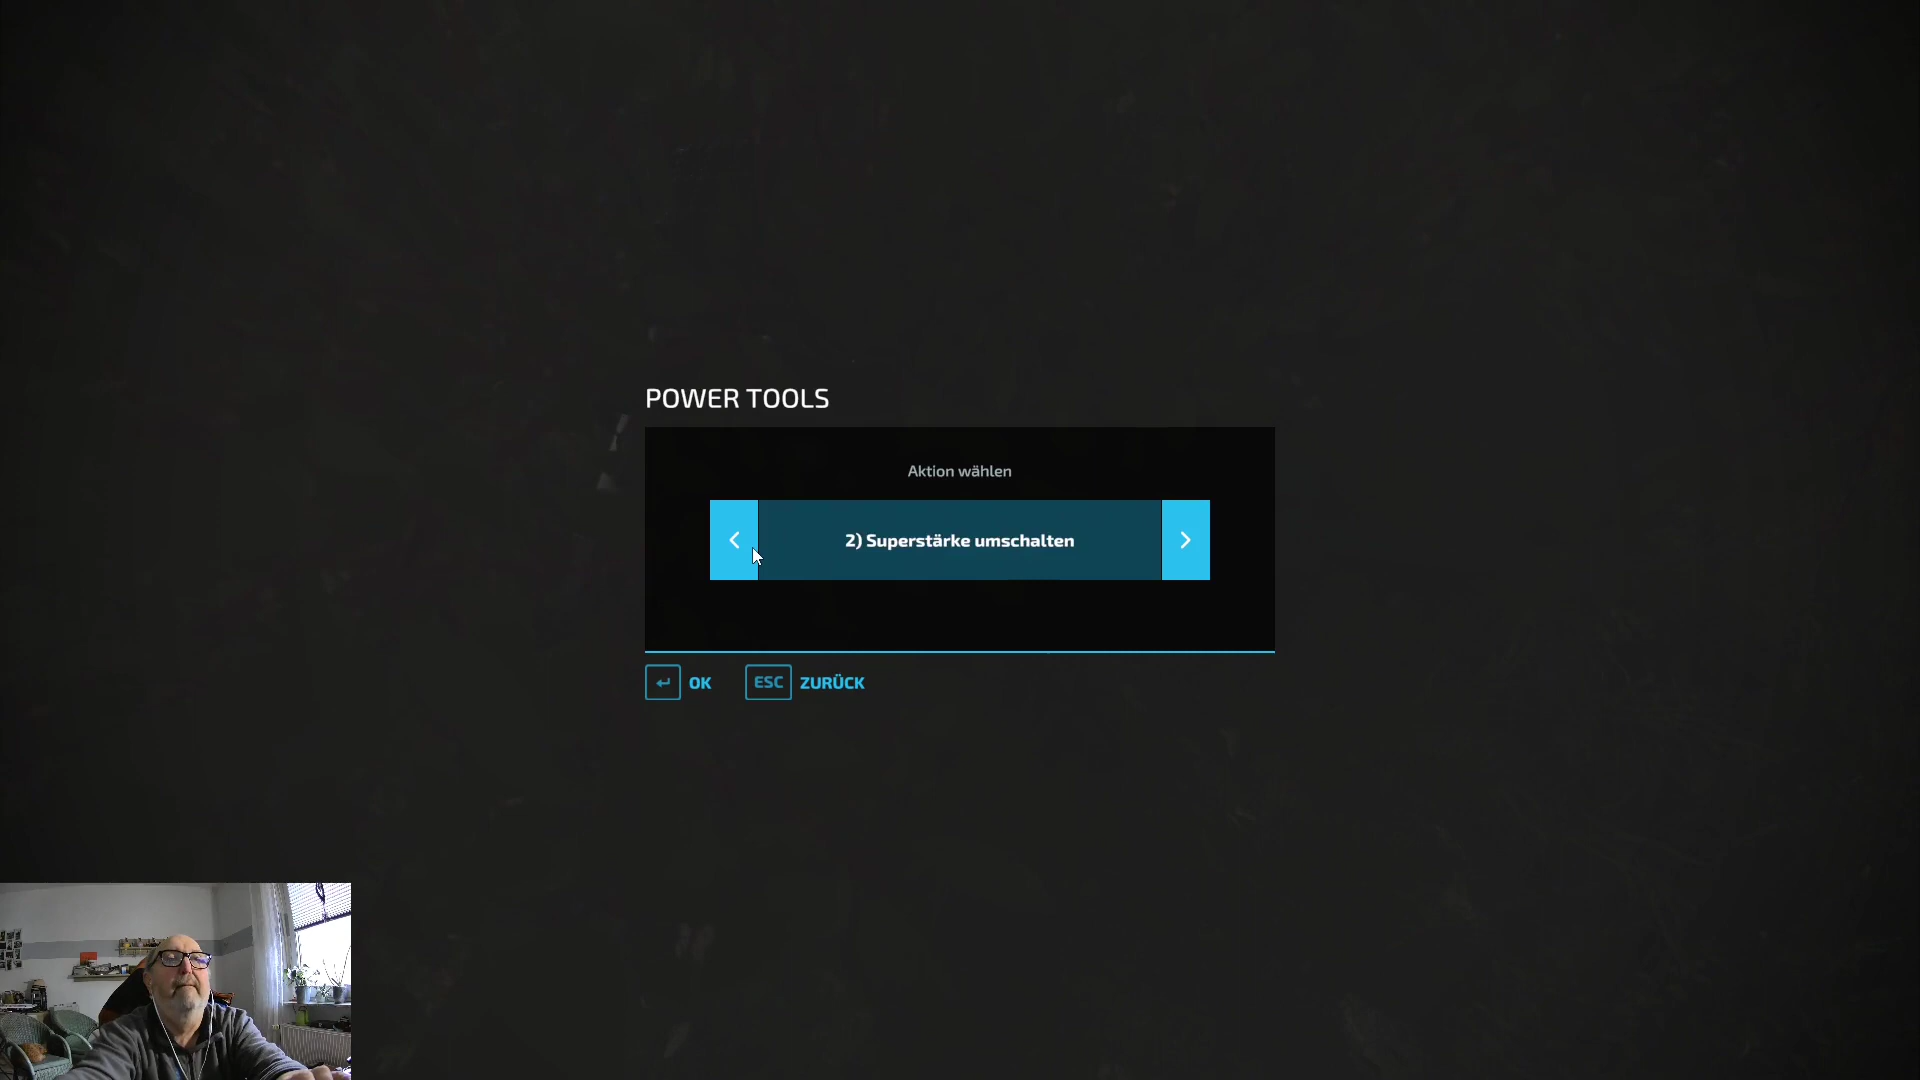 POWER TOOLS
Aktion wählen
2) Superstärke umschalten
OK
ESC ZURÜCK